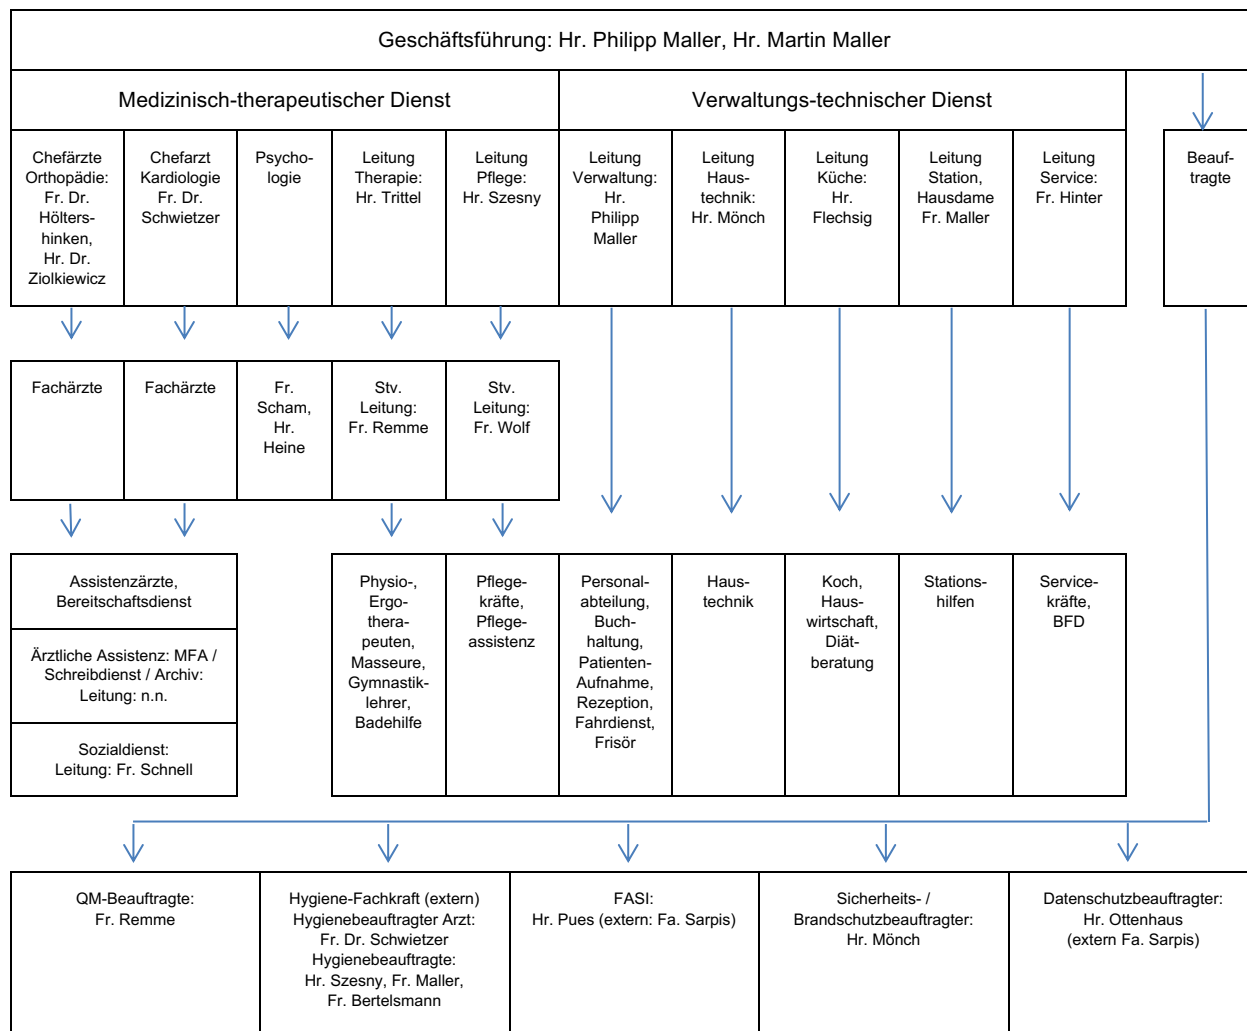 Geschäftsführung: Hr. Philipp Maller, Hr. Martin Maller
Medizinisch-therapeutischer Dienst
Verwaltungs-technischer Dienst
Chefärzte
Orthopädie:
Fr. Dr.
Hölters-
hinken,
Hr. Dr.
Ziolkiewicz
Chefarzt
Kardiologie
Fr. Dr.
Schwietzer
Psycho-
logie
Leitung
Therapie:
Hr. Trittel
Leitung
Pflege:
Hr. Szesny
Leitung
Verwaltung:
Hr.
Philipp
Maller
Leitung
Haus-
technik:
Hr. Mönch
Leitung
Küche:
Hr.
Flechsig
Leitung
Station,
Hausdame
Fr. Maller
Leitung
Service:
Fr. Hinter
Beauf-
tragte
Fachärzte
Fachärzte
Fr.
Scham,
Hr.
Heine
Stv.
Leitung:
Fr. Remme
Stv.
Leitung:
Fr. Wolf
Assistenzärzte,
Bereitschaftsdienst
Ärztliche Assistenz: MFA /
Schreibdienst / Archiv:
Leitung: n.n.
Sozialdienst:
Leitung: Fr. Schnell
Physio-,
Ergo-
thera-
peuten,
Masseure,
Gymnastik-
lehrer,
Badehilfe
Pflege-
kräfte,
Pflege-
assistenz
Personal-
abteilung,
Buch-
haltung,
Patienten-
Aufnahme,
Rezeption,
Fahrdienst,
Frisör
Haus-
technik
Koch,
Haus-
wirtschaft,
Diät-
beratung
Stations-
hilfen
Service-
kräfte,
BFD
QM-Beauftragte:
Fr. Remme
Hygiene-Fachkraft (extern)
Hygienebeauftragter Arzt:
Fr. Dr. Schwietzer
Hygienebeauftragte:
Hr. Szesny, Fr. Maller,
Fr. Bertelsmann
FASI:
Hr. Pues (extern: Fa. Sarpis)
Sicherheits- /
Brandschutzbeauftragter:
Hr. Mönch
Datenschutzbeauftragter:
Hr. Ottenhaus
(extern Fa. Sarpis)